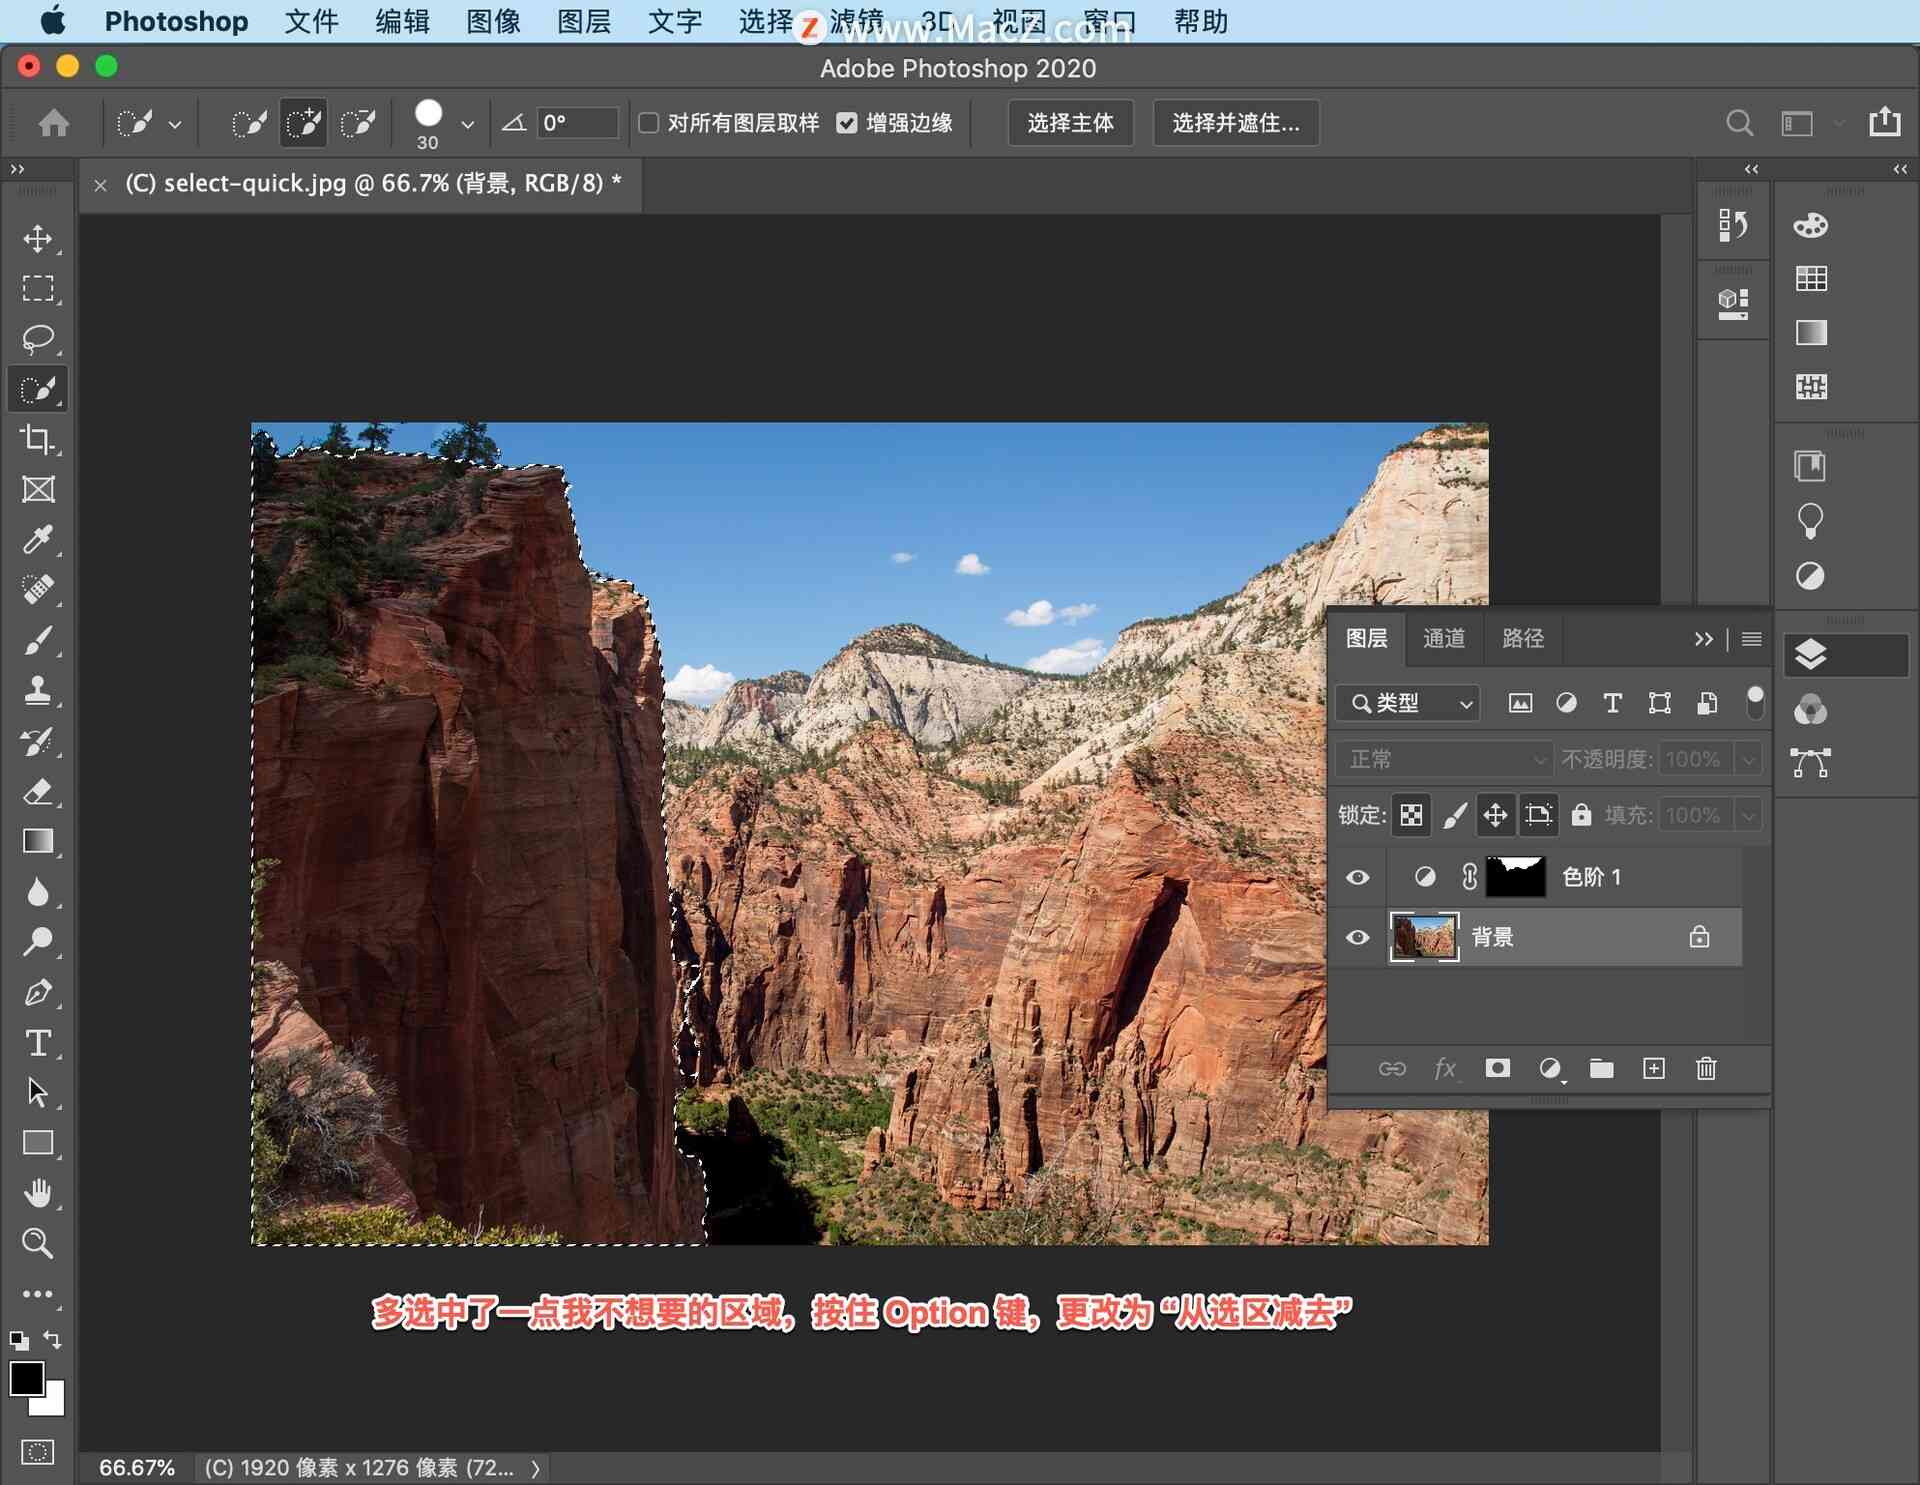 Photoshop 文件 编辑 图像 图层 文字 选择 滤镜 3D 视图 窗口 帮助
Z www.MacZ.com
Adobe Photoshop 2020
30
0°
对所有图层取样
增强边缘
选择主体
选择并遮住...
(C) select-quick.jpg @ 66.7% (背景, RGB/8) *
图层 通道 路径
类型
正常 不透明度: 100%
锁定: 填充: 100%
色阶 1
背景
fx
多选中了一点我不想要的区域，按住 Option 键，更改为 “从选区减去”
66.67% (C) 1920 像素 x 1276 像素 (72...